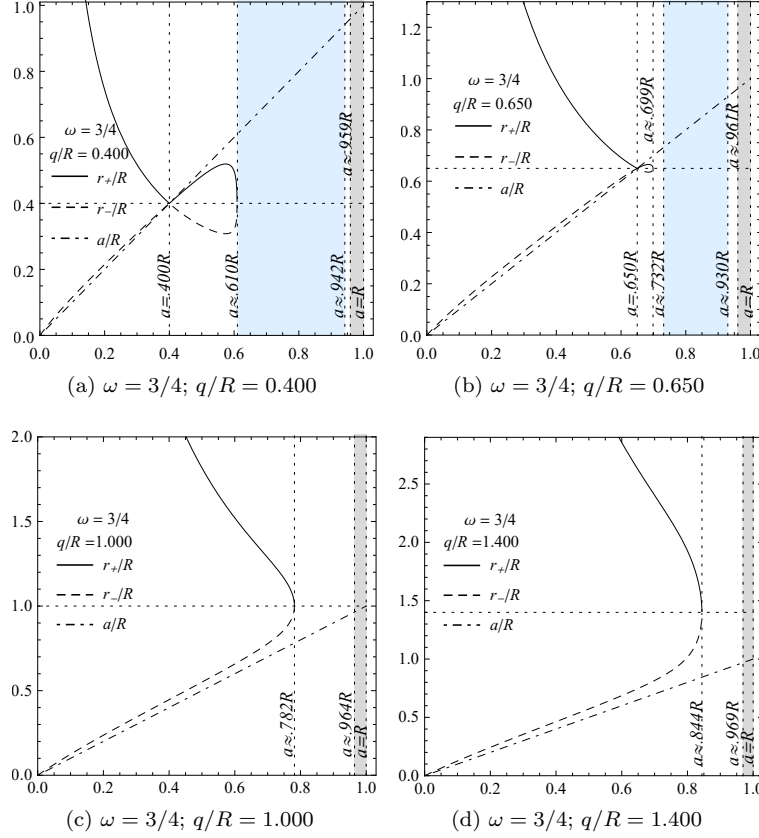 1.0
0.8
0.6
0.4
0.2
0.0
ω = 3/4
q/R = 0.400
r₊/R
r₋/R
a/R
a=.400R
a≈.610R
a≈.942R
a≈.959R
a=R
0.0 0.2 0.4 0.6 0.8 1.0
(a) ω = 3/4; q/R = 0.400
1.2
1.0
0.8
0.6
0.4
0.2
0.0
ω = 3/4
q/R = 0.650
r₊/R
r₋/R
a/R
a=.650R
a≈.699R
a≈.732R
a≈.930R
a≈.961R
a=R
0.0 0.2 0.4 0.6 0.8 1.0
(b) ω = 3/4; q/R = 0.650
2.0
1.5
1.0
0.5
0.0
ω = 3/4
q/R =1.000
r₊/R
r₋/R
a/R
a≈.782R
a≈.964R
a=R
0.0 0.2 0.4 0.6 0.8 1.0
(c) ω = 3/4; q/R = 1.000
2.5
2.0
1.5
1.0
0.5
0.0
ω = 3/4
q/R =1.400
r₊/R
r₋/R
a/R
a≈.844R
a≈.969R
a=R
0.0 0.2 0.4 0.6 0.8 1.0
(d) ω = 3/4; q/R = 1.400